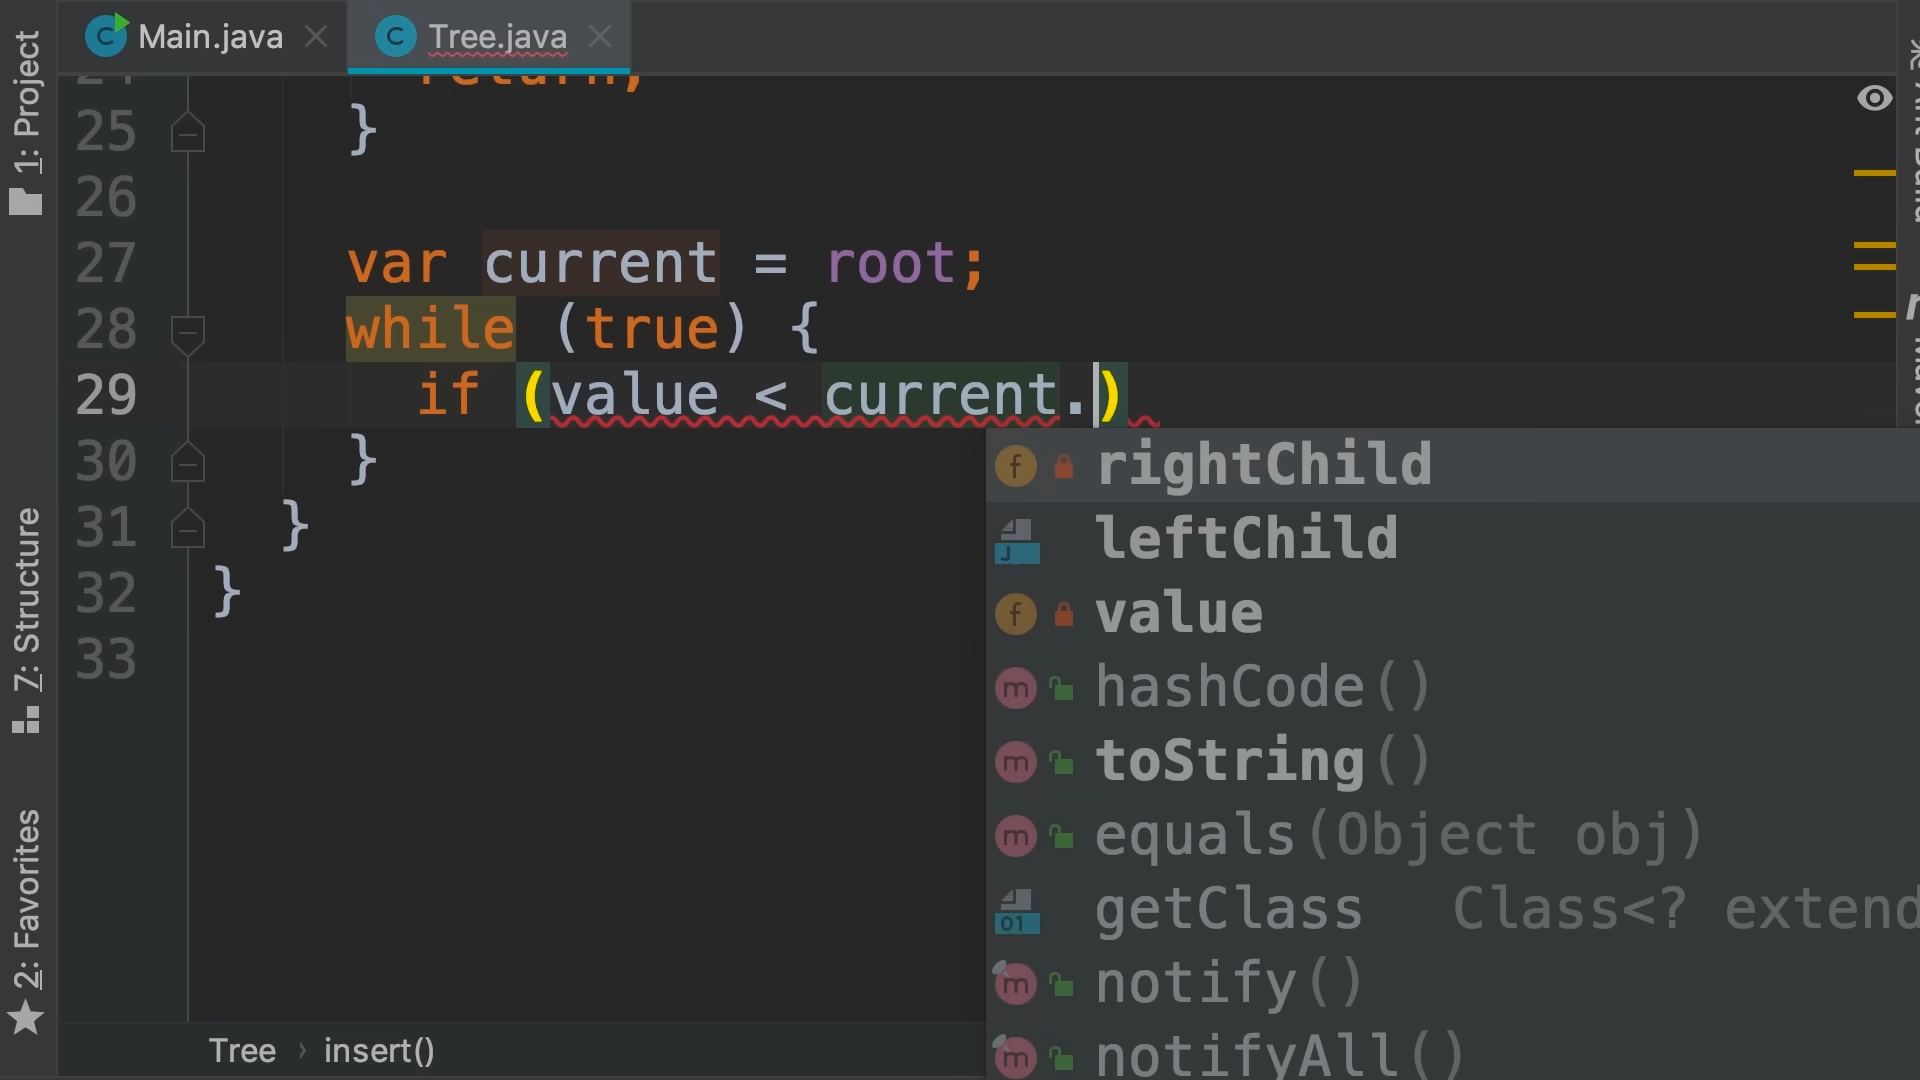 Main.java
Tree.java
1: Project
return;
25 }
26
27 var current = root;
28 while (true) {
29 if (value < current.)
30 }
31 }
32 }
33
f rightChild
J leftChild
f value
m hashCode()
m toString()
m equals(Object obj)
01 getClass Class<? extend
m notify()
m notifyAll()
7: Structure
2: Favorites
Tree › insert()